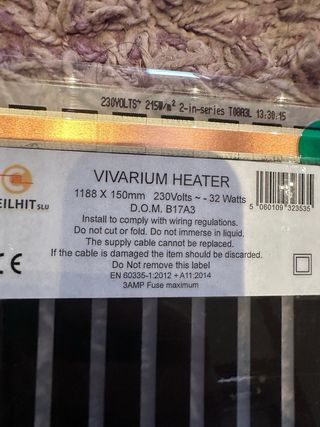 230VOLTS~ 215W/m² 2-in-series T08A3L 13:30:15
VIVARIUM HEATER
1188 X 150mm 230Volts ~ - 32 Watts
D.O.M. B17A3
Install to comply with wiring regulations.
Do not cut or fold. Do not immerse in liquid.
The supply cable cannot be replaced.
If the cable is damaged the item should be discarded.
Do Not remove this label
EN 60335-1:2012 + A11:2014
3AMP Fuse maximum
EILHIT SLU
CE
5 060109 323535